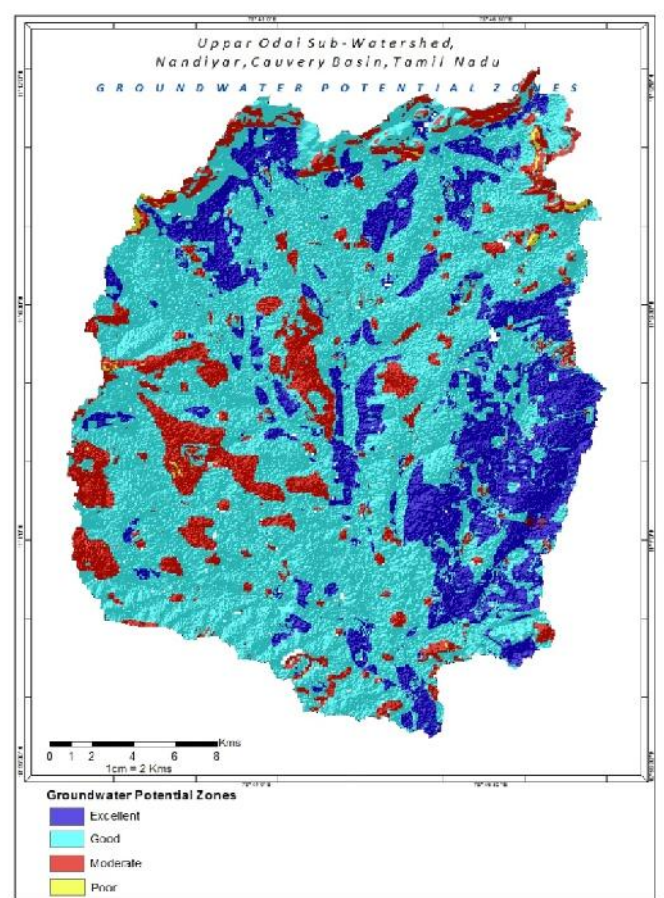 Uppar Odai Sub-Watershed,
Nandiyar,Cauvery Basin,Tamil Nadu
GROUNDWATER POTENTIAL ZONES
Kms
0 1 2 4 6 8
1cm = 2 Kms
Groundwater Potential Zones
Excellent
Good
Moderate
Poor